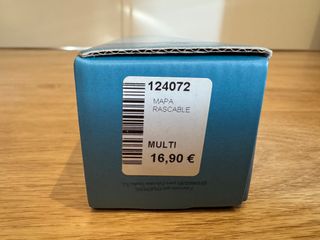 124072
MAPA
RASCABLE
MULTI
16,90 €